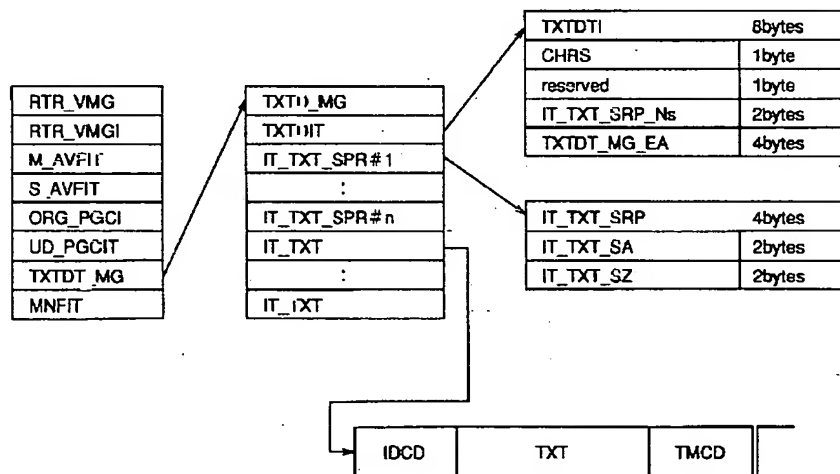 RTR_VMG
RTR_VMGI
M_AVFIT
S_AVFIT
ORG_PGCI
UD_PGCIT
TXTDT_MG
MNFIT
TXTD_MG
TXTDIT
IT_TXT_SPR#1
:
IT_TXT_SPR#n
IT_TXT
:
IT_TXT
TXTDTI 8bytes
CHRS 1byte
reserved 1byte
IT_TXT_SRP_Ns 2bytes
TXTDT_MG_EA 4bytes
IT_TXT_SRP 4bytes
IT_TXT_SA 2bytes
IT_TXT_SZ 2bytes
IDCD TXT TMCD